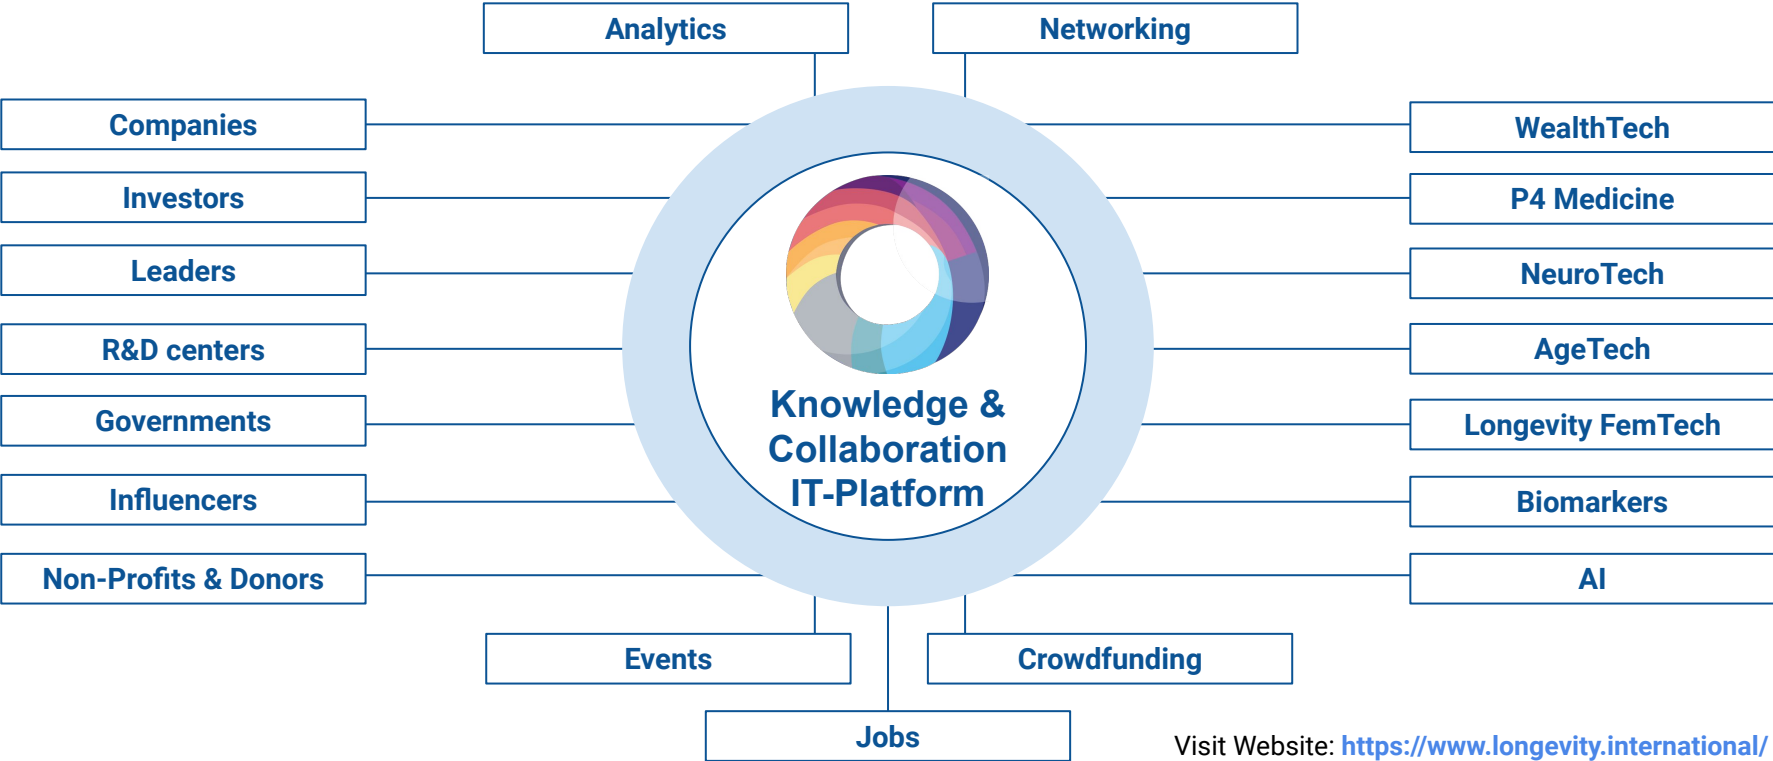 Analytics
Networking
Companies
WealthTech
Investors
P4 Medicine
Leaders
NeuroTech
R&D centers
AgeTech
Knowledge &
Collaboration
IT-Platform
Governments
Longevity FemTech
Influencers
Biomarkers
Non-Profits & Donors
AI
Events
Crowdfunding
Jobs
Visit Website: https://www.longevity.international/